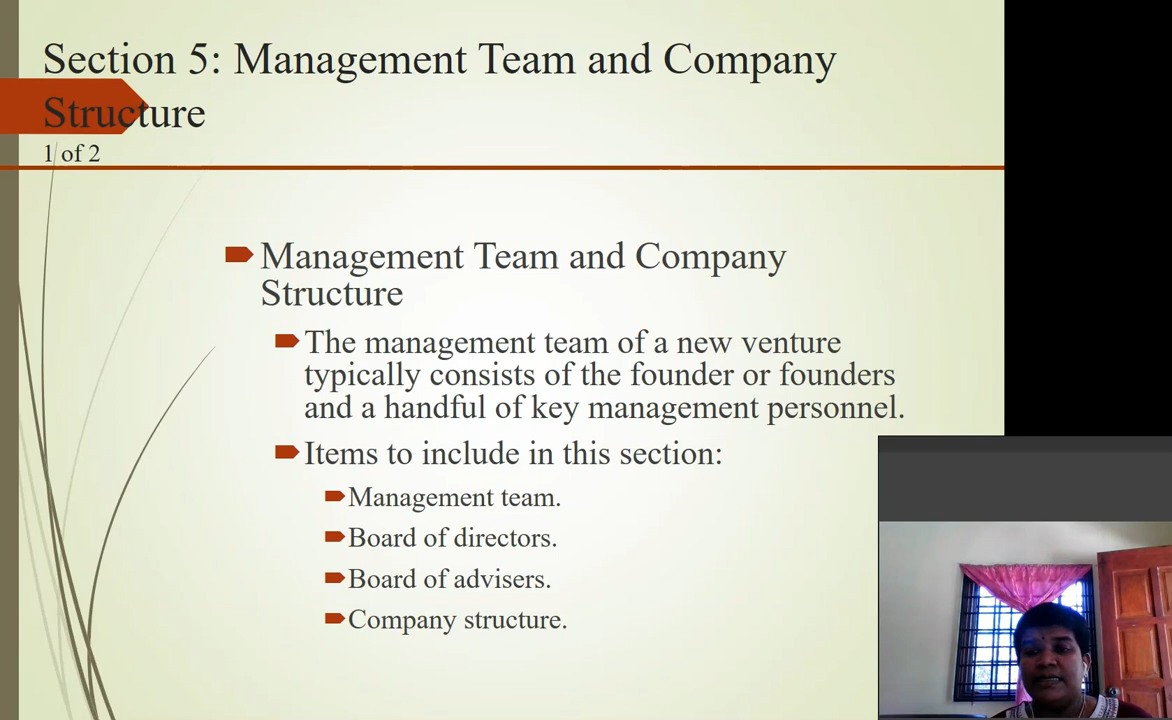 Section 5: Management Team and Company
Structure
1 of 2
Management Team and Company
Structure
The management team of a new venture
typically consists of the founder or founders
and a handful of key management personnel.
Items to include in this section:
Management team.
Board of directors.
Board of advisers.
Company structure.